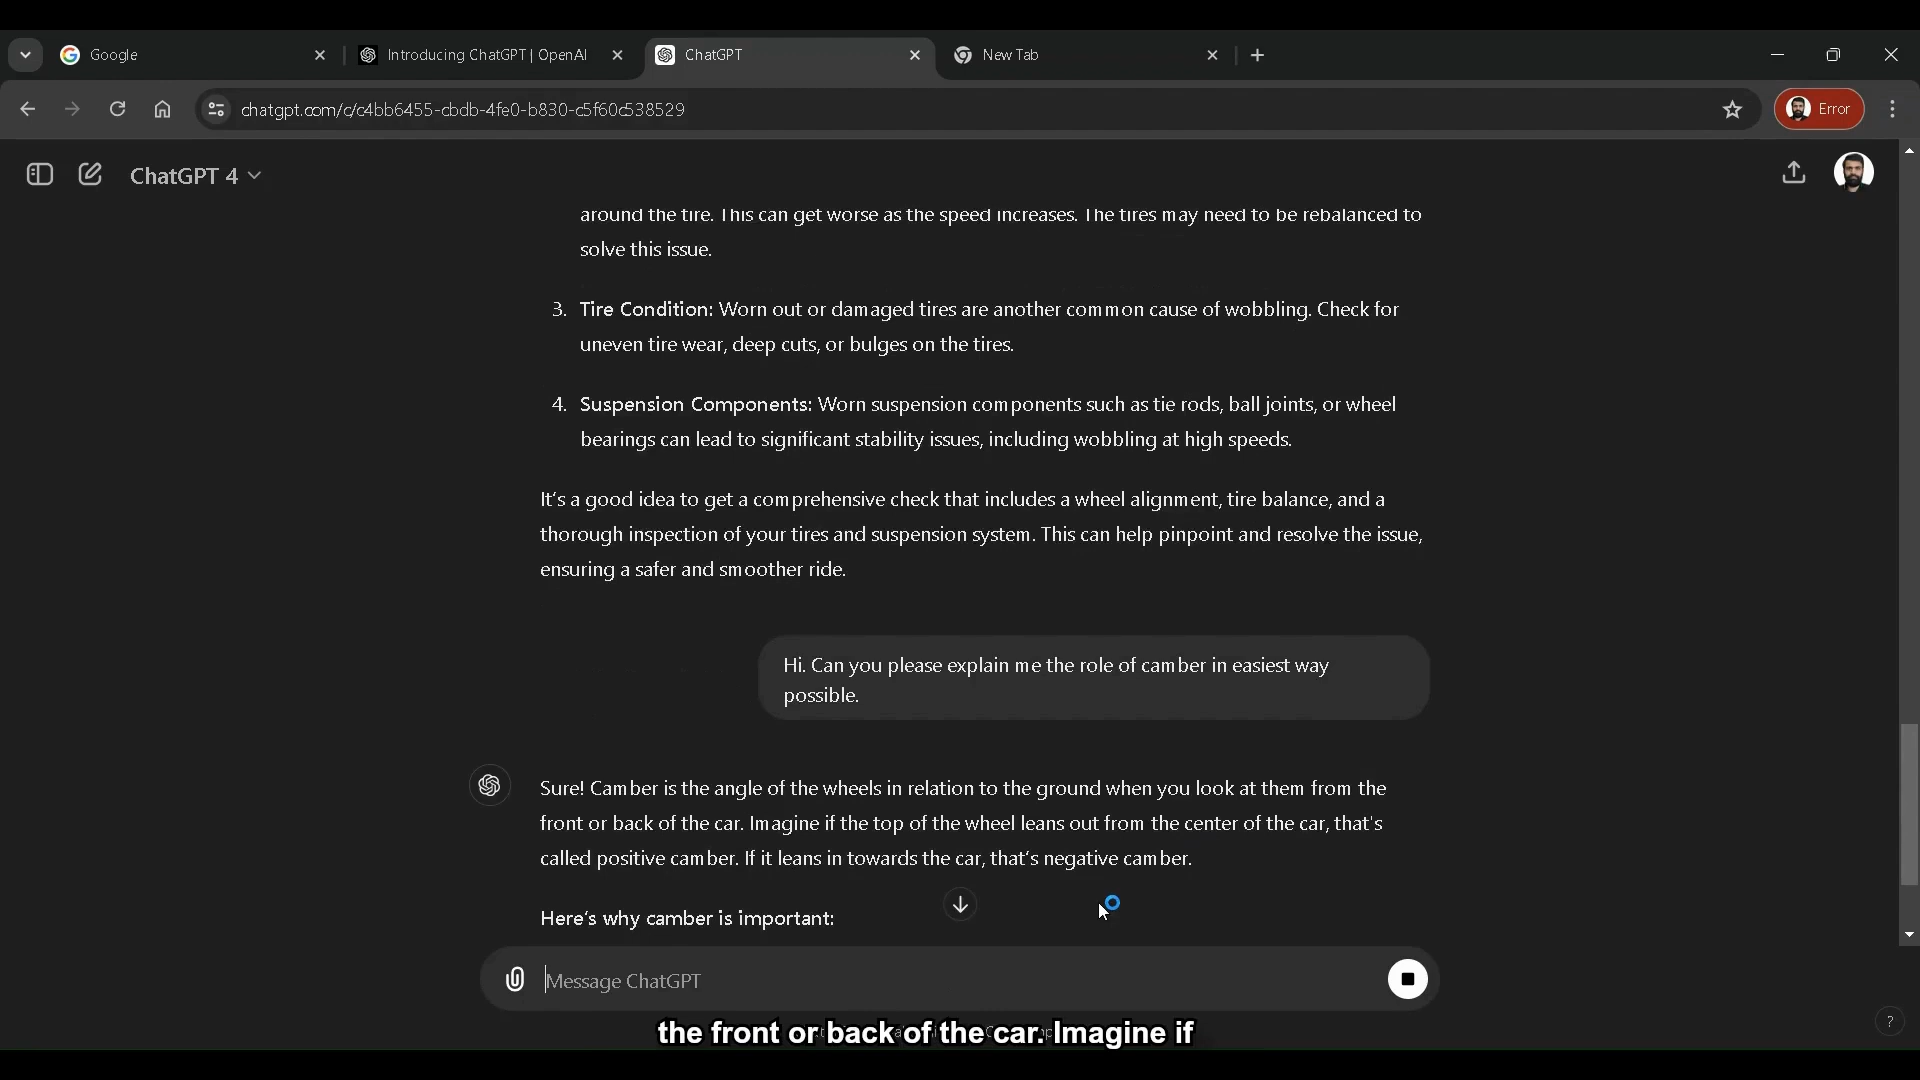 Google
Introducing ChatGPT | OpenAI
ChatGPT
New Tab
chatgpt.com/c/c4bb6455-cbdb-4fe0-b830-c5f60c538529
Error
ChatGPT 4
around the tire. This can get worse as the speed increases. The tires may need to be rebalanced to
solve this issue.
3. Tire Condition: Worn out or damaged tires are another common cause of wobbling. Check for
uneven tire wear, deep cuts, or bulges on the tires.
4. Suspension Components: Worn suspension components such as tie rods, ball joints, or wheel
bearings can lead to significant stability issues, including wobbling at high speeds.
It's a good idea to get a comprehensive check that includes a wheel alignment, tire balance, and a
thorough inspection of your tires and suspension system. This can help pinpoint and resolve the issue,
ensuring a safer and smoother ride.
Hi. Can you please explain me the role of camber in easiest way
possible.
Sure! Camber is the angle of the wheels in relation to the ground when you look at them from the
front or back of the car. Imagine if the top of the wheel leans out from the center of the car, that's
called positive camber. If it leans in towards the car, that's negative camber.
Here's why camber is important:
Message ChatGPT
?
the front or back of the car. Imagine if